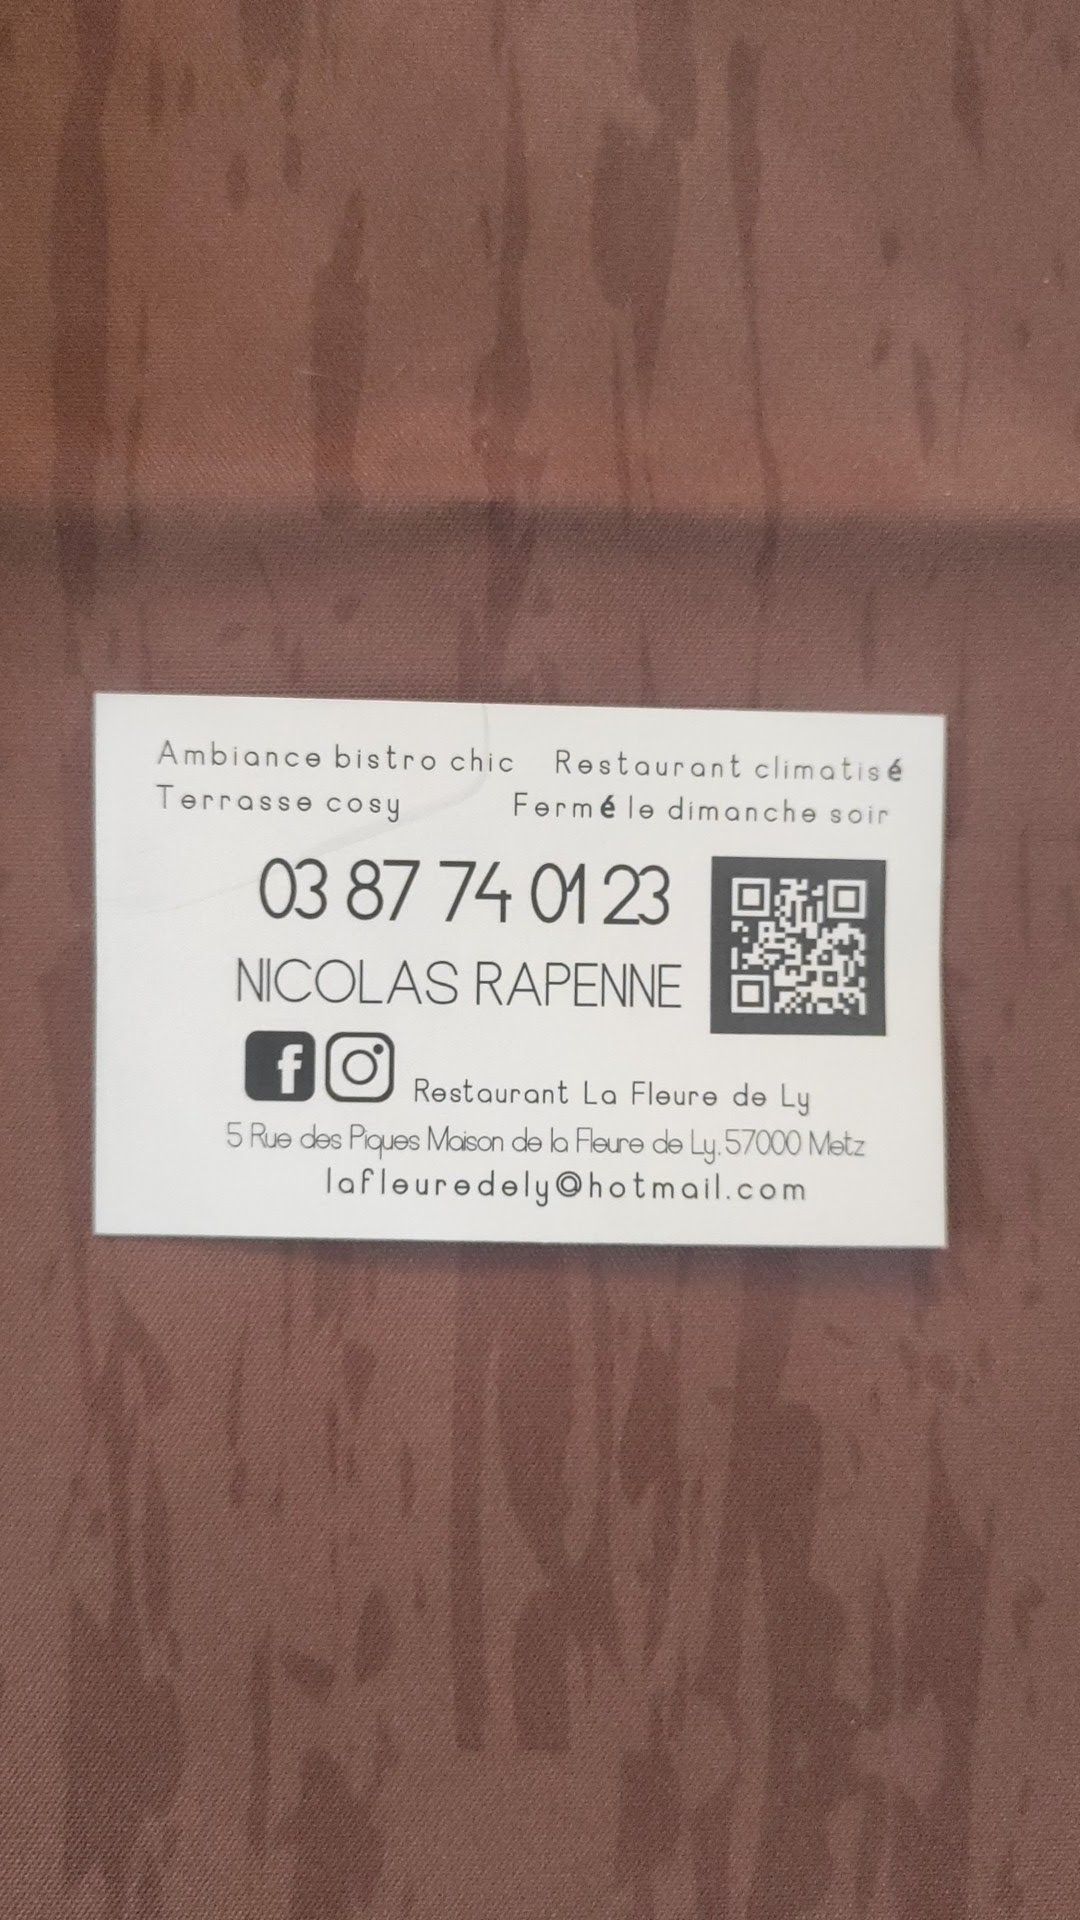 Ambiance bistro chic Restaurant climatisé
Terrasse cosy Fermé le dimanche soir
03 87 74 01 23
NICOLAS RAPENNE
Restaurant La Fleure de Ly
5 Rue des Piques Maison de la Fleure de Ly. 57000 Metz
lafleuredely@hotmail.com